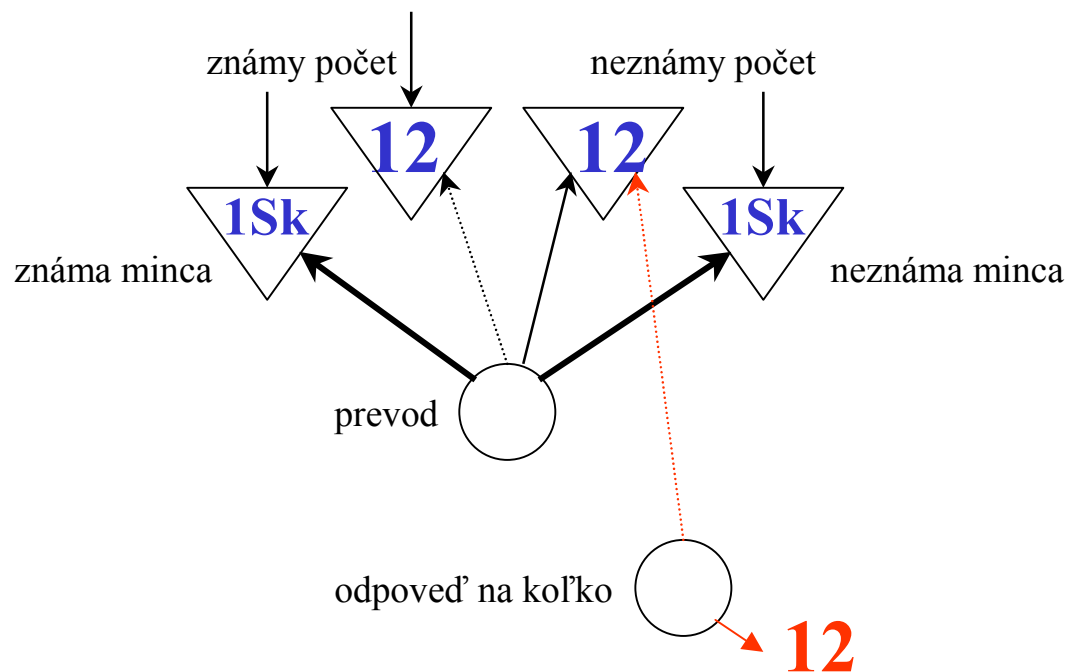 známy počet
neznámy počet
12
12
1Sk
1Sk
známa minca
neznáma minca
prevod
odpoveď na koľko
12